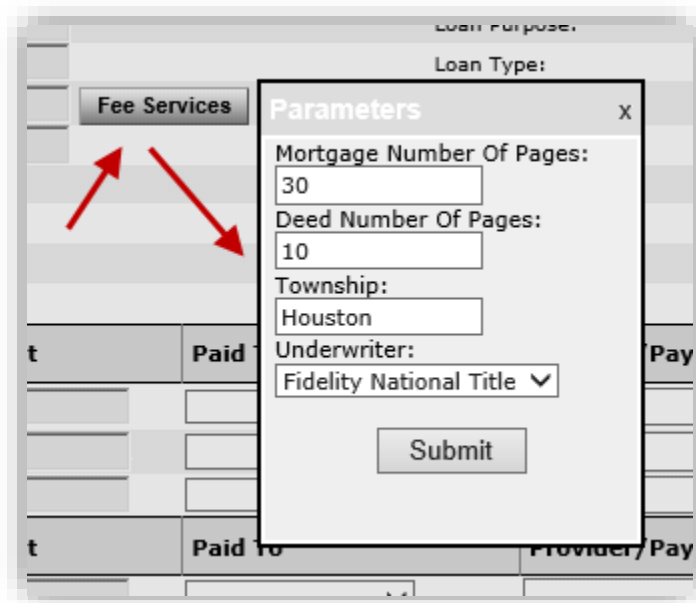 Loan Purpose:
Loan Type:
Fee Services
Parameters x
Mortgage Number Of Pages:
30
Deed Number Of Pages:
10
Township:
Houston
Underwriter:
Fidelity National Title
Submit
t Paid T /Pay
t Paid To Provider/Pay